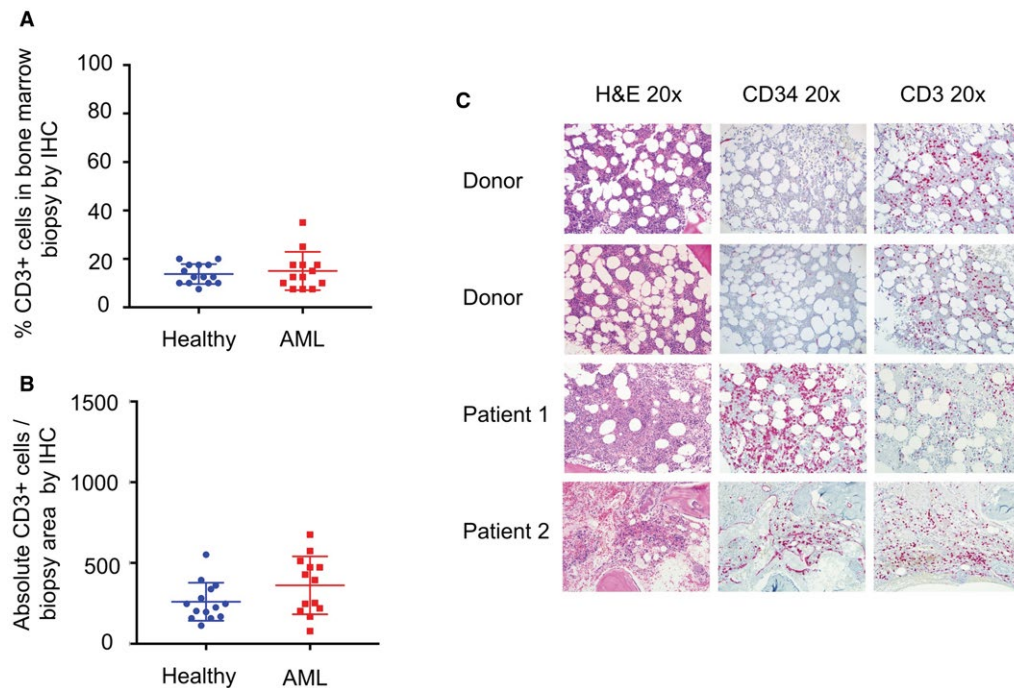 A
% CD3+ cells in bone marrow
biopsy by IHC
100
80
60
40
20
0
Healthy
AML
B
Absolute CD3+ cells /
biopsy area by IHC
1500
1000
500
0
Healthy
AML
C
H&E 20x
CD34 20x
CD3 20x
Donor
Donor
Patient 1
Patient 2